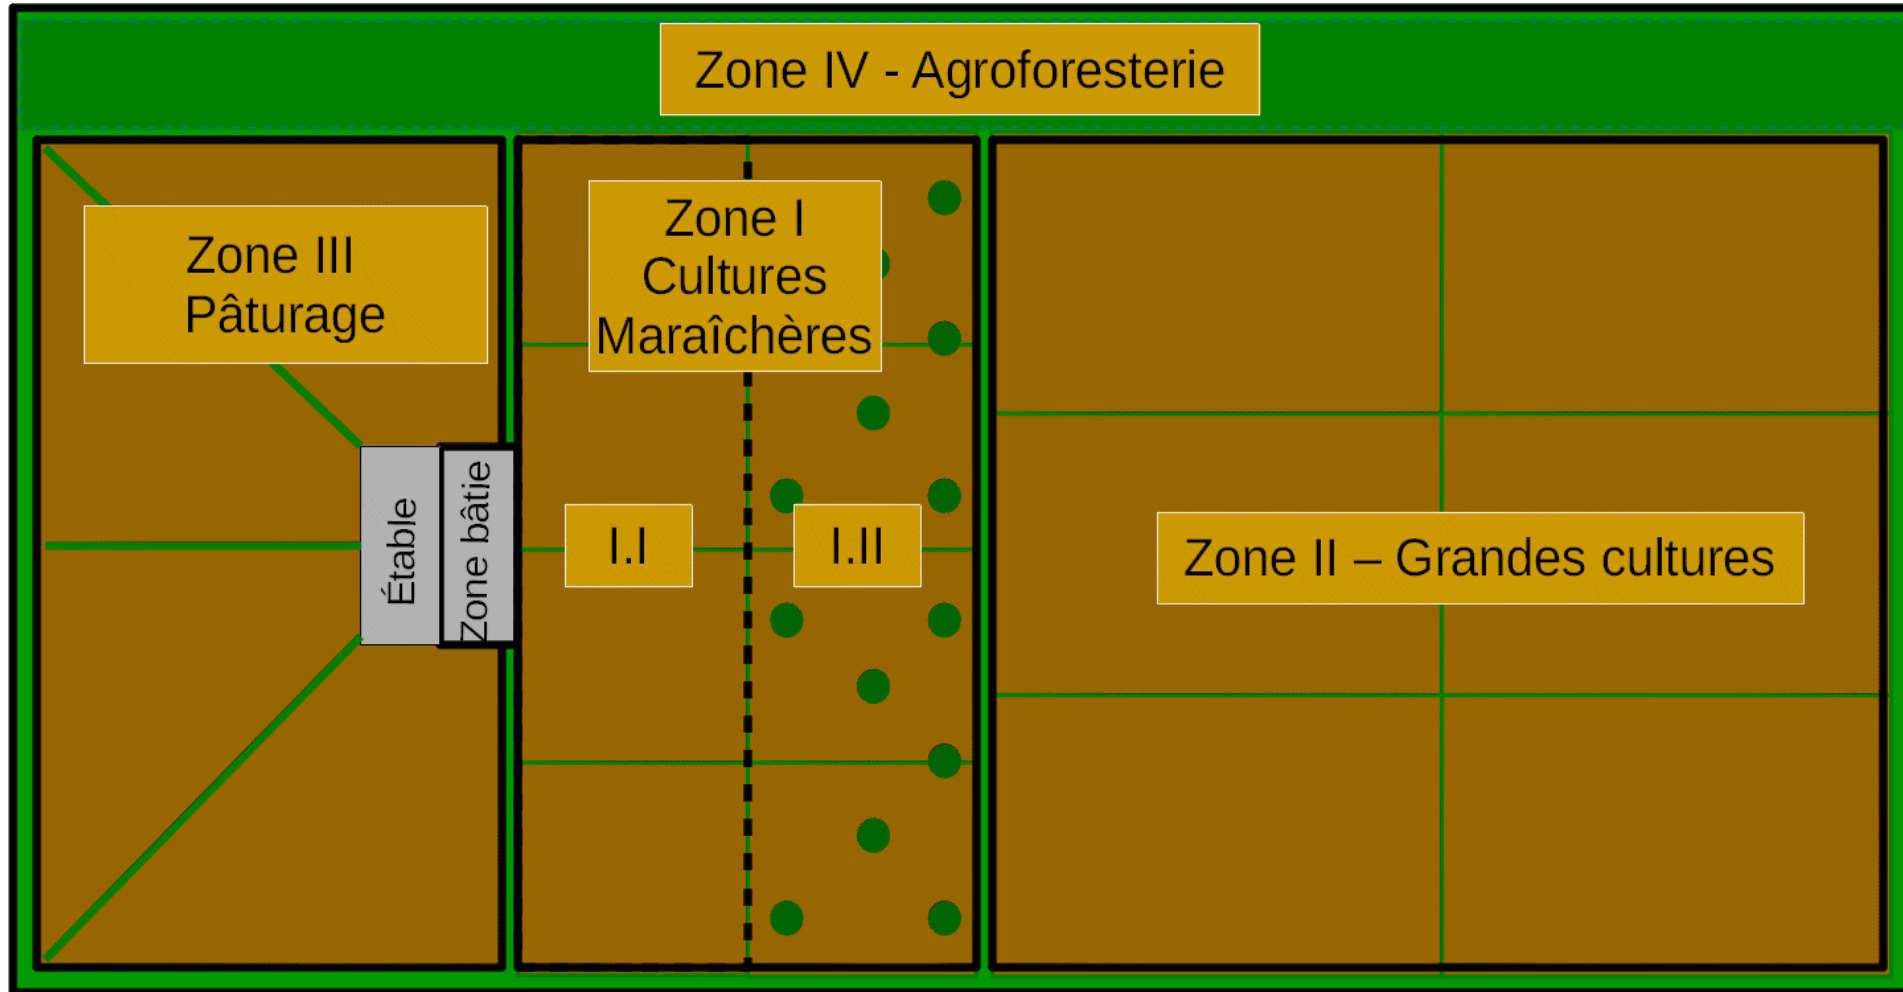 Zone IV - Agroforesterie
Zone III
Pâturage
Zone I
Cultures
Maraîchères
Étable
Zone bâtie
I.I
I.II
Zone II – Grandes cultures